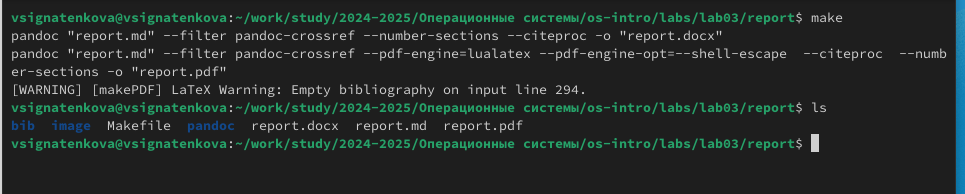 vsignatenkova@vsignatenkova:~/work/study/2024-2025/Операционные системы/os-intro/labs/lab03/report$ make
pandoc "report.md" --filter pandoc-crossref --number-sections --citeproc -o "report.docx"
pandoc "report.md" --filter pandoc-crossref --pdf-engine=lualatex --pdf-engine-opt=--shell-escape  --citeproc  --numb
er-sections -o "report.pdf"
[WARNING] [makePDF] LaTeX Warning: Empty bibliography on input line 294.
vsignatenkova@vsignatenkova:~/work/study/2024-2025/Операционные системы/os-intro/labs/lab03/report$ ls
bib  image  Makefile  pandoc  report.docx  report.md  report.pdf
vsignatenkova@vsignatenkova:~/work/study/2024-2025/Операционные системы/os-intro/labs/lab03/report$